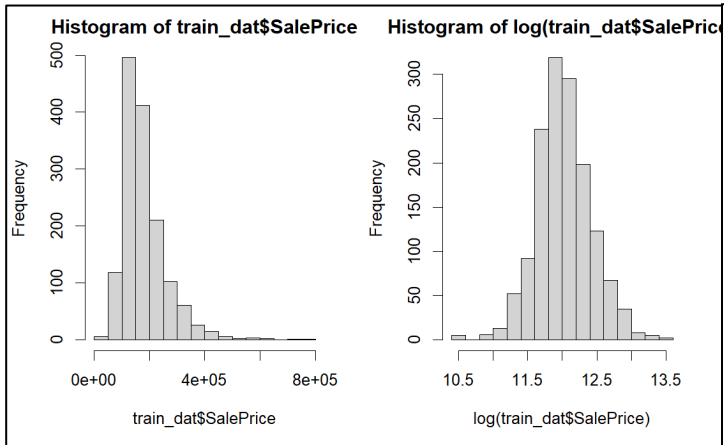 Histogram of train_dat$SalePrice
500
400
300
200
100
0
Frequency
0e+00 4e+05 8e+05
train_dat$SalePrice
Histogram of log(train_dat$SalePrice
300
250
200
150
100
50
0
Frequency
10.5 11.5 12.5 13.5
log(train_dat$SalePrice)